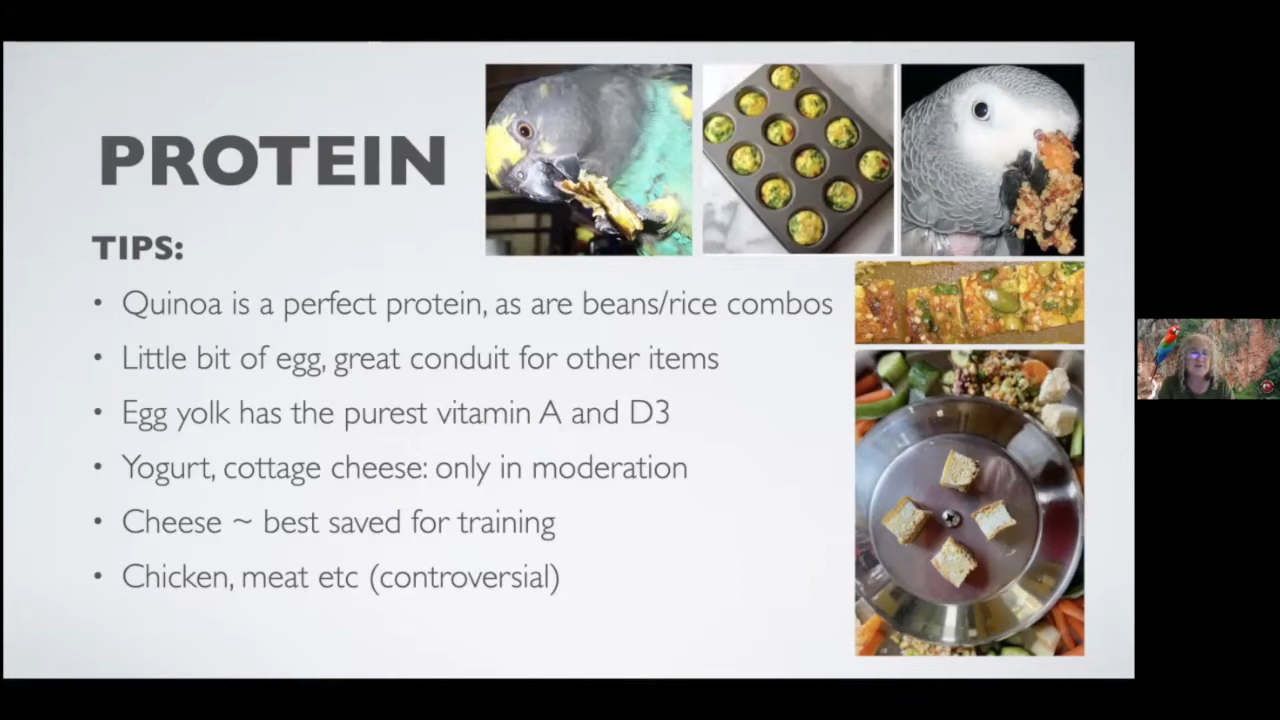 PROTEIN
TIPS:
• Quinoa is a perfect protein, as are beans/rice combos
• Little bit of egg, great conduit for other items
• Egg yolk has the purest vitamin A and D3
• Yogurt, cottage cheese: only in moderation
• Cheese ~ best saved for training
• Chicken, meat etc (controversial)